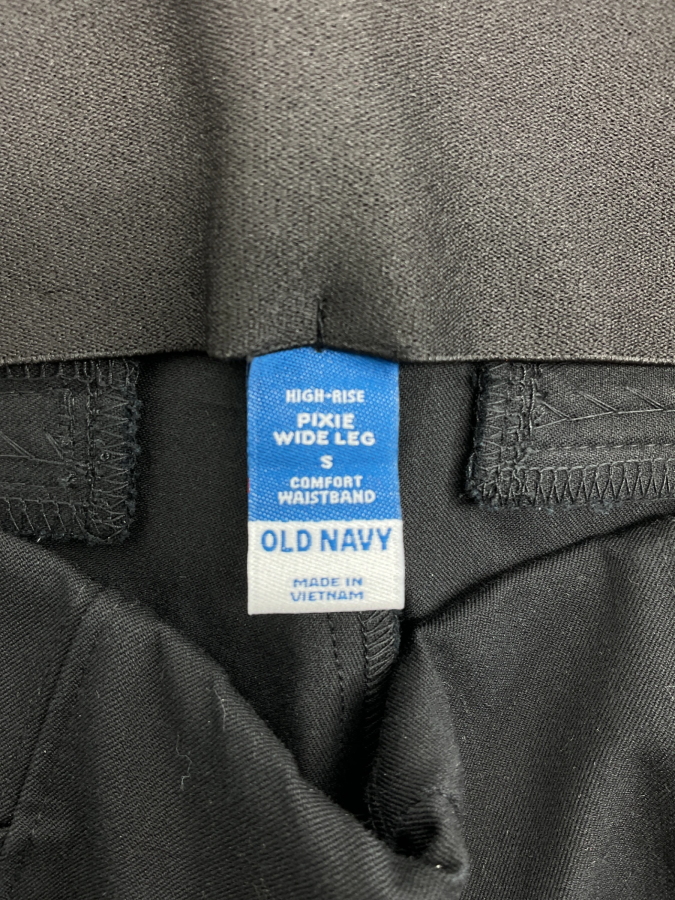 HIGH-RISE
PIXIE
WIDE LEG
S
COMFORT
WAISTBAND
OLD NAVY
MADE IN
VIETNAM